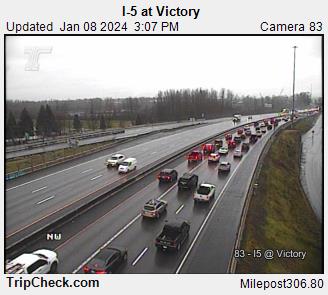 I-5 at Victory
Updated Jan 08 2024 3:07 PM Camera 83
NW
83 - I5 @ Victory
TripCheck.com Milepost306.80